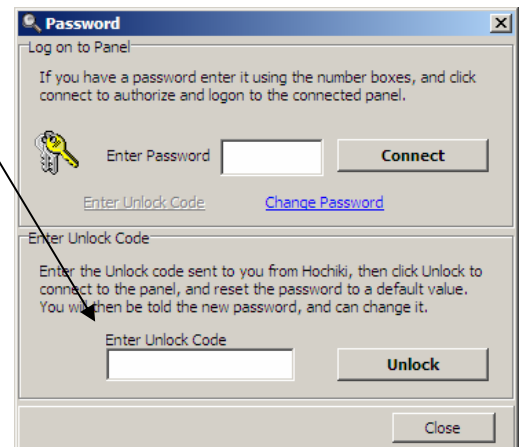 Password
Log on to Panel
If you have a password enter it using the number boxes, and click
connect to authorize and logon to the connected panel.
Enter Password
Connect
Enter Unlock Code
Change Password
Enter Unlock Code
Enter the Unlock code sent to you from Hochiki, then click Unlock to
connect to the panel, and reset the password to a default value.
You will then be told the new password, and can change it.
Enter Unlock Code
Unlock
Close